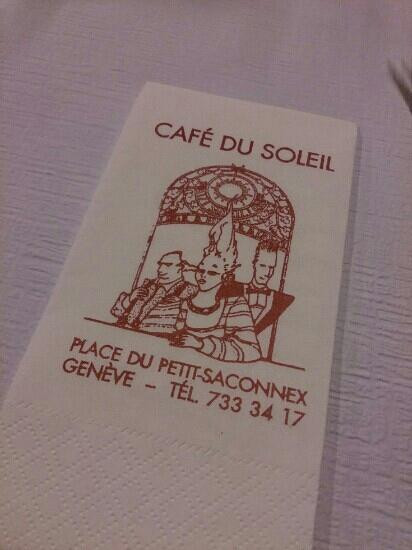 CAFÉ DU SOLEIL
PLACE DU PETIT-SACONNEX
GENÈVE – TÉL. 733 34 17